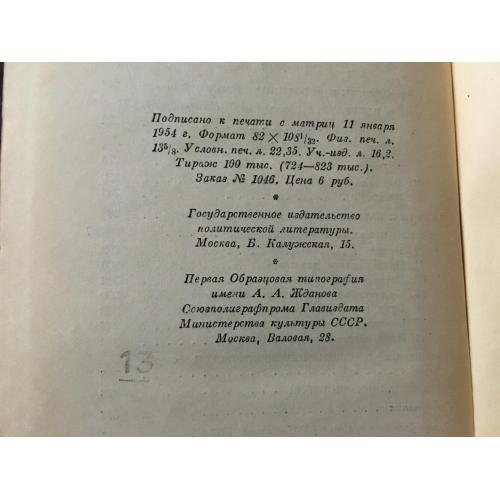 Подписано к печати с матриц 11 января
1954 г. Формат 82 × 108¹/₃₂. Физ. печ. л.
13⁵/₈. Условн. печ. л. 22,35. Уч.-изд. л. 16,2.
Тираж 100 тыс. (724—823 тыс.).
Заказ № 1046. Цена 6 руб.
*
Государственное издательство
политической литературы.
Москва, Б. Калужская, 15.
*
Первая Образцовая типография
имени А. А. Жданова
Союзполиграфпрома Главиздата
Министерства культуры СССР.
Москва, Валовая, 28.
13